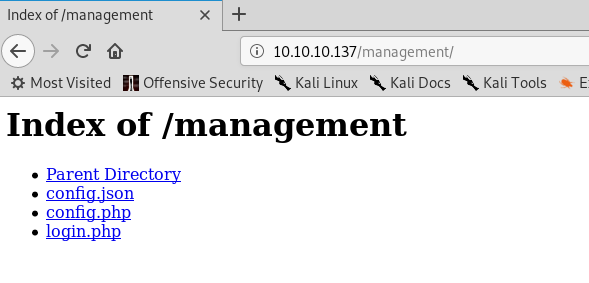 Index of /management
10.10.10.137/management/
Most Visited Offensive Security Kali Linux Kali Docs Kali Tools E
Index of /management
Parent Directory
config.json
config.php
login.php